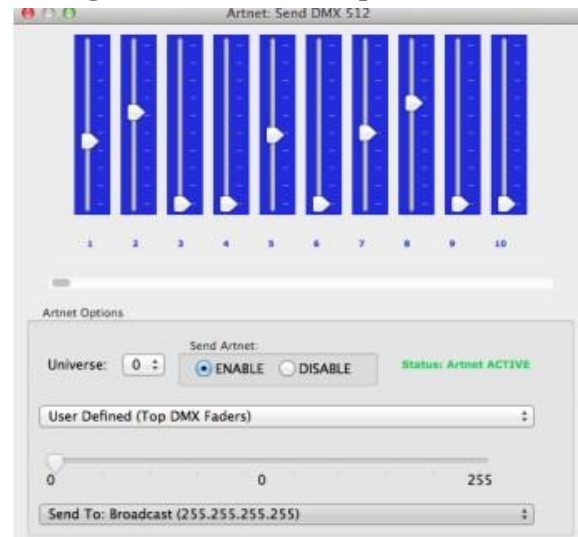 Artnet: Send DMX 512
1 2 3 4 5 6 7 8 9 10
Artnet Options
Send Artnet:
Universe: 0 ENABLE DISABLE Status: Artnet ACTIVE
User Defined (Top DMX Faders)
0 0 255
Send To: Broadcast (255.255.255.255)